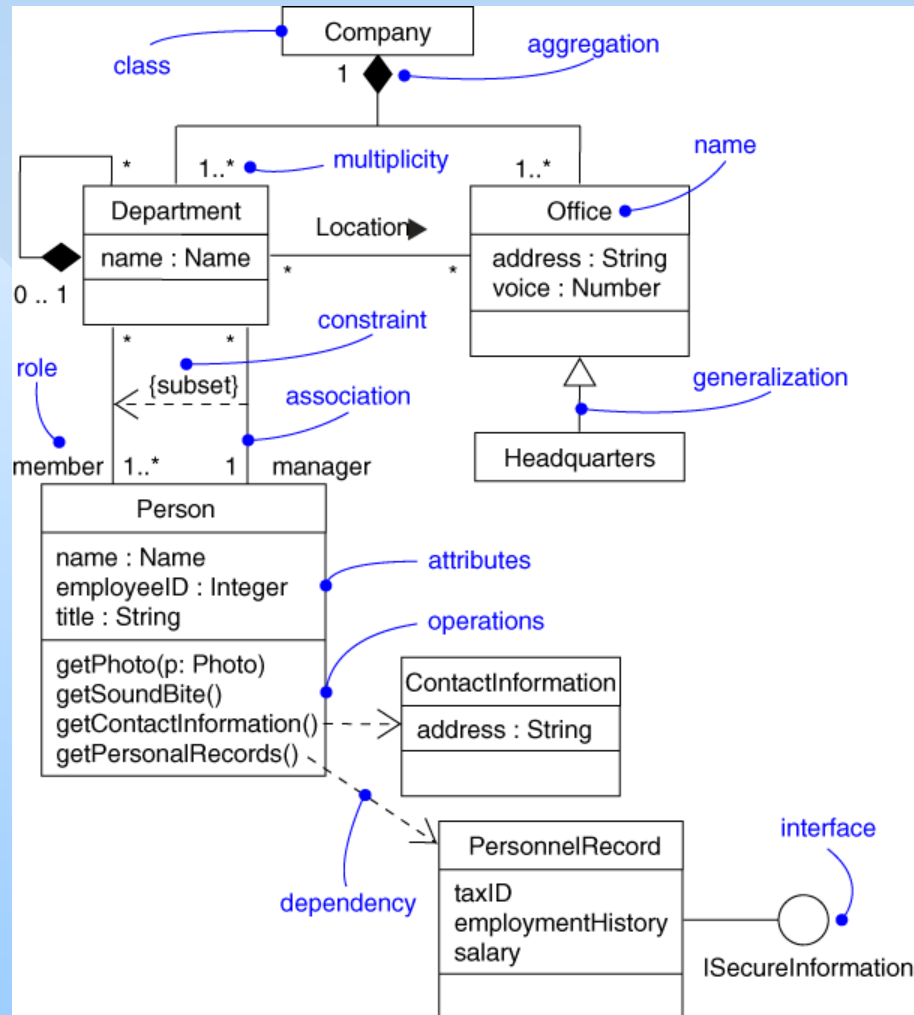 Company
class
1
aggregation
*
1..*
multiplicity
1..*
name
Department
name : Name
Location
Office
address : String
voice : Number
*
*
0 .. 1
*
*
constraint
{subset}
role
association
generalization
member
1..*
1
manager
Headquarters
Person
name : Name
employeeID : Integer
title : String
attributes
operations
getPhoto(p: Photo)
getSoundBite()
getContactInformation()
getPersonalRecords()
ContactInformation
address : String
dependency
PersonnelRecord
taxID
employmentHistory
salary
interface
ISecureInformation